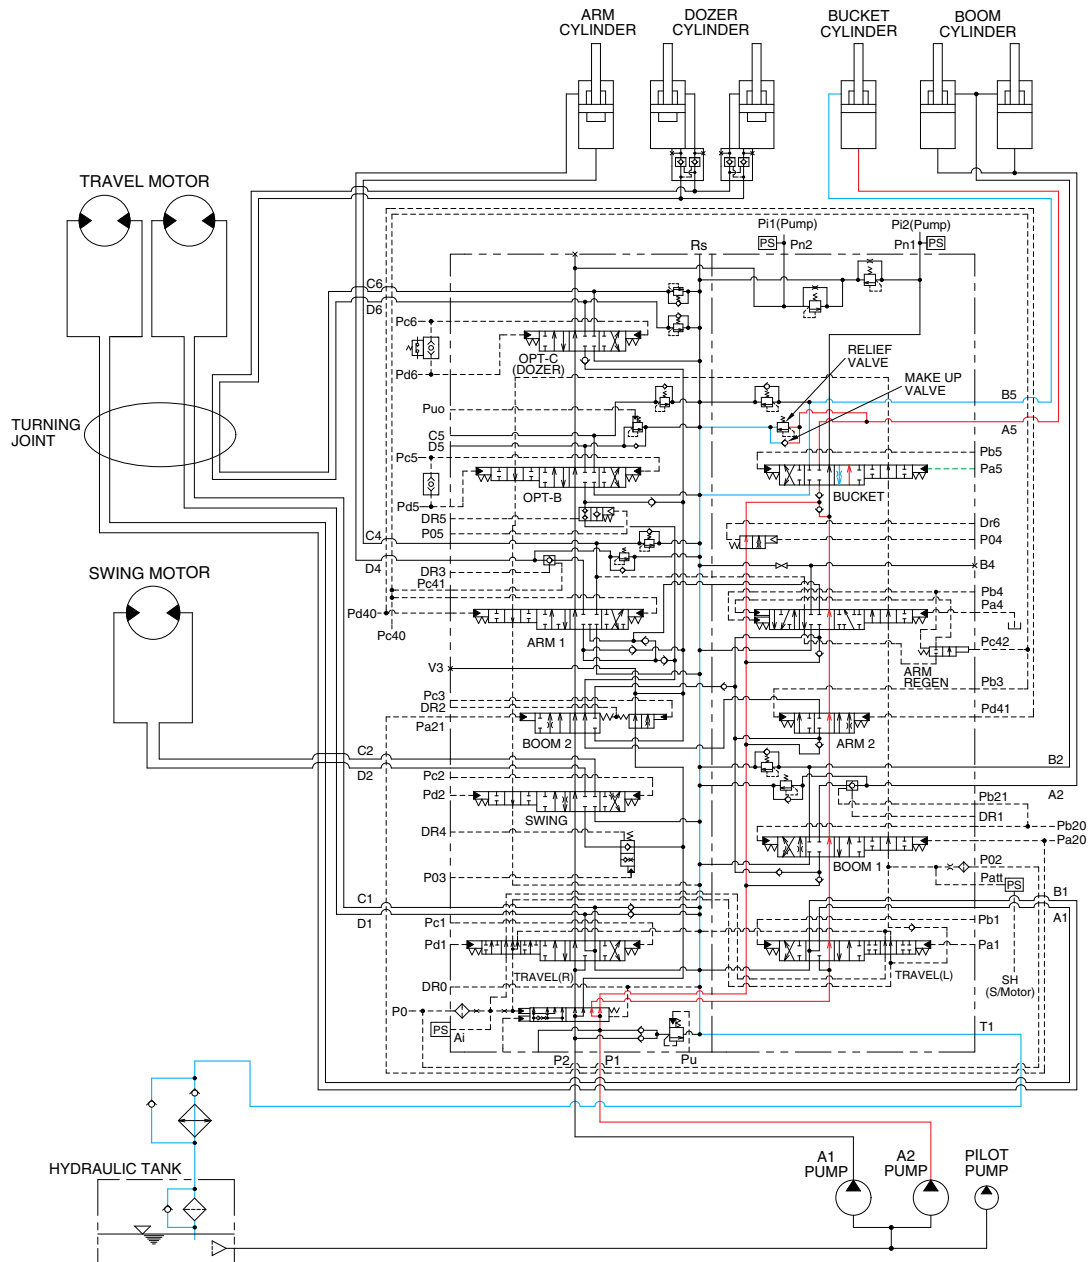 ARM
CYLINDER
DOZER
CYLINDER
BUCKET
CYLINDER
BOOM
CYLINDER
TRAVEL MOTOR
Pi1(Pump)
Pi2(Pump)
PS
Pn2
Rs
Pn1
PS
C6
D6
Pc6
RELIEF
VALVE
OPT-C
(DOZER)
Pd6
MAKE UP
VALVE
B5
Puo
TURNING
JOINT
C5
D5
A5
Pc5
Pb5
Pa5
OPT-B
BUCKET
Pd5
DR5
P05
Dr6
P04
C4
D4
DR3
B4
SWING MOTOR
Pc41
Pb4
Pa4
Pd40
Pc40
ARM 1
Pc42
V3
ARM
REGEN
Pb3
Pc3
DR2
Pa21
Pd41
BOOM 2
ARM 2
C2
B2
D2
Pc2
Pd2
A2
Pb21
SWING
DR1
DR4
Pb20
Pa20
P03
BOOM 1
P02
Patt
PS
C1
B1
D1
Pc1
Pb1
A1
Pd1
Pa1
TRAVEL(R)
TRAVEL(L)
DR0
SH
(S/Motor)
P0
PS
Ai
T1
P2
P1
Pu
A1
PUMP
A2
PUMP
PILOT
PUMP
HYDRAULIC TANK